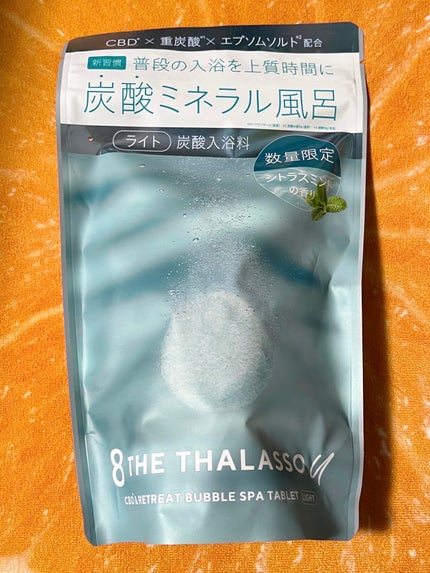 CBD* × 重炭酸*¹ × エプソムソルト*² 配合
新習慣 普段の入浴を上質時間に
炭酸ミネラル風呂
ライト 炭酸入浴料
数量限定
シトラスミント
の香り
8 THE THALASSO u
CBD & RETREAT BUBBLE SPA TABLET LIGHT